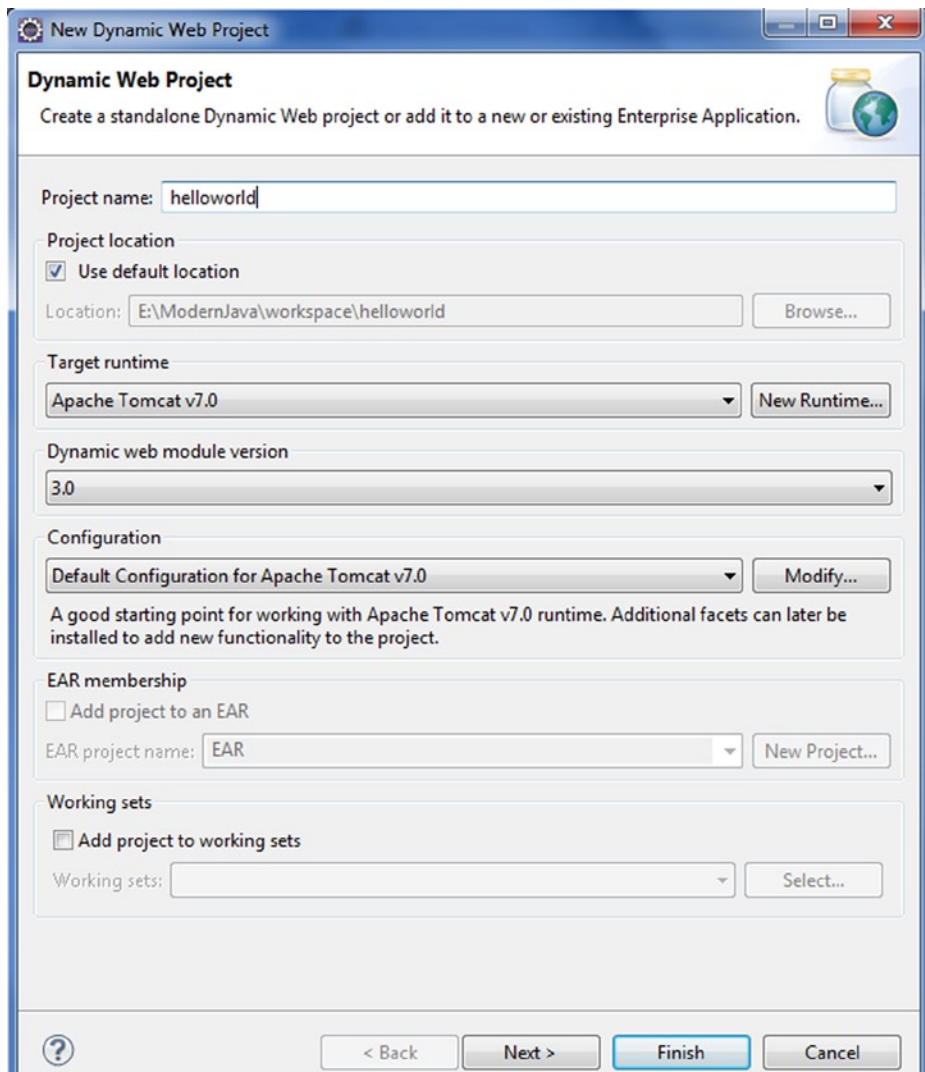 New Dynamic Web Project
Dynamic Web Project
Create a standalone Dynamic Web project or add it to a new or existing Enterprise Application.
Project name: helloworld
Project location
Use default location
Location: E:\ModernJava\workspace\helloworld Browse...
Target runtime
Apache Tomcat v7.0 New Runtime...
Dynamic web module version
3.0
Configuration
Default Configuration for Apache Tomcat v7.0 Modify...
A good starting point for working with Apache Tomcat v7.0 runtime. Additional facets can later be
installed to add new functionality to the project.
EAR membership
Add project to an EAR
EAR project name: EAR New Project...
Working sets
Add project to working sets
Working sets: Select...
? < Back Next > Finish Cancel